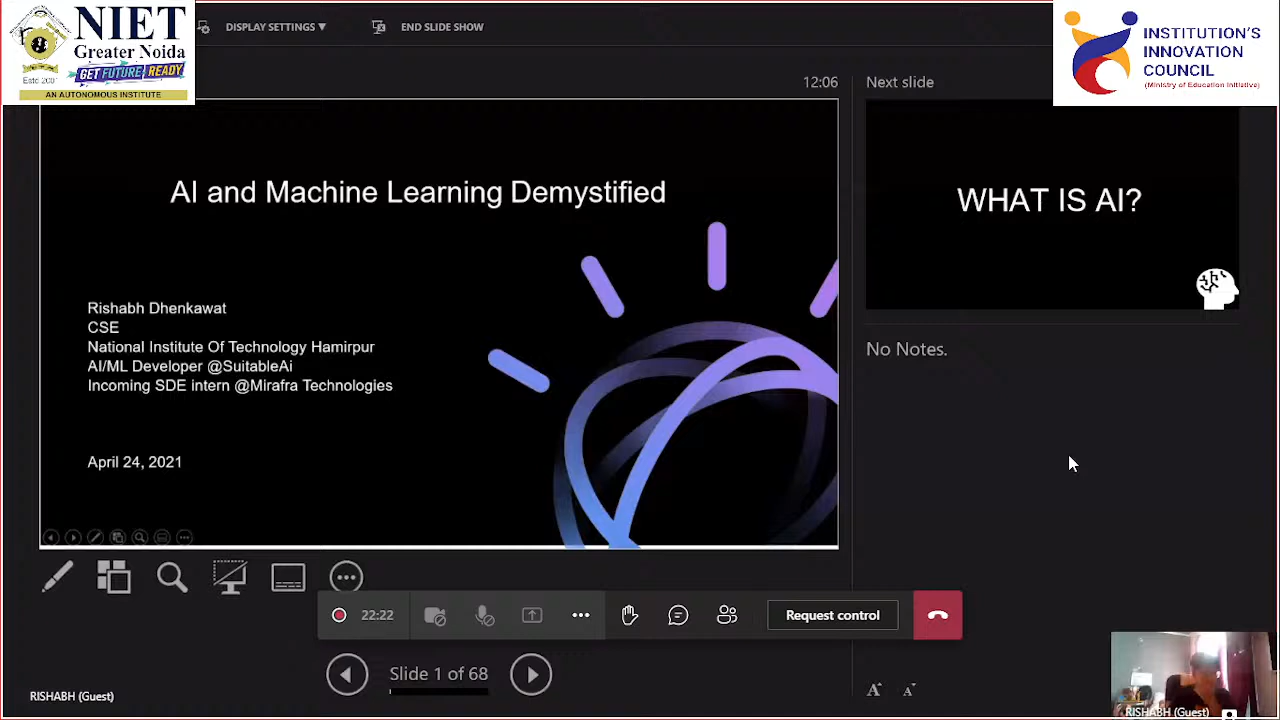 NIET
Greater Noida
GET FUTURE READY
AN AUTONOMOUS INSTITUTE
DISPLAY SETTINGS ▼
END SLIDE SHOW
INSTITUTION'S
INNOVATION
COUNCIL
(Ministry of Education Initiative)
12:06
Next slide
AI and Machine Learning Demystified
Rishabh Dhenkawat
CSE
National Institute Of Technology Hamirpur
AI/ML Developer @SuitableAi
Incoming SDE intern @Mirafra Technologies
April 24, 2021
WHAT IS AI?
No Notes.
22:22
Request control
Slide 1 of 68
A A
RISHABH (Guest)
RISHABH (Guest)